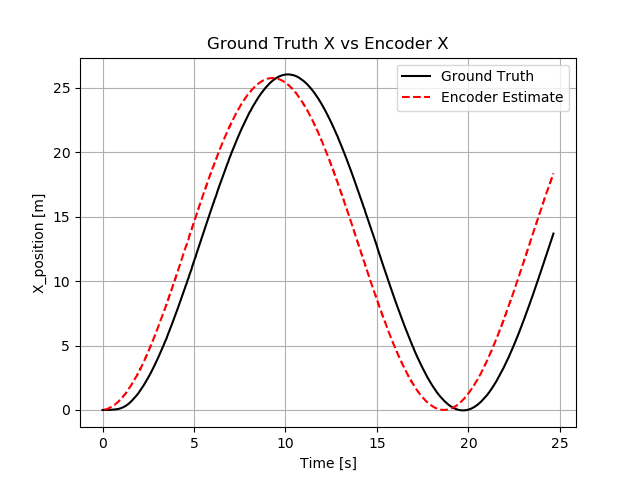 Ground Truth X vs Encoder X
Ground Truth
Encoder Estimate
X_position [m]
25
20
15
10
5
0
0 5 10 15 20 25
Time [s]